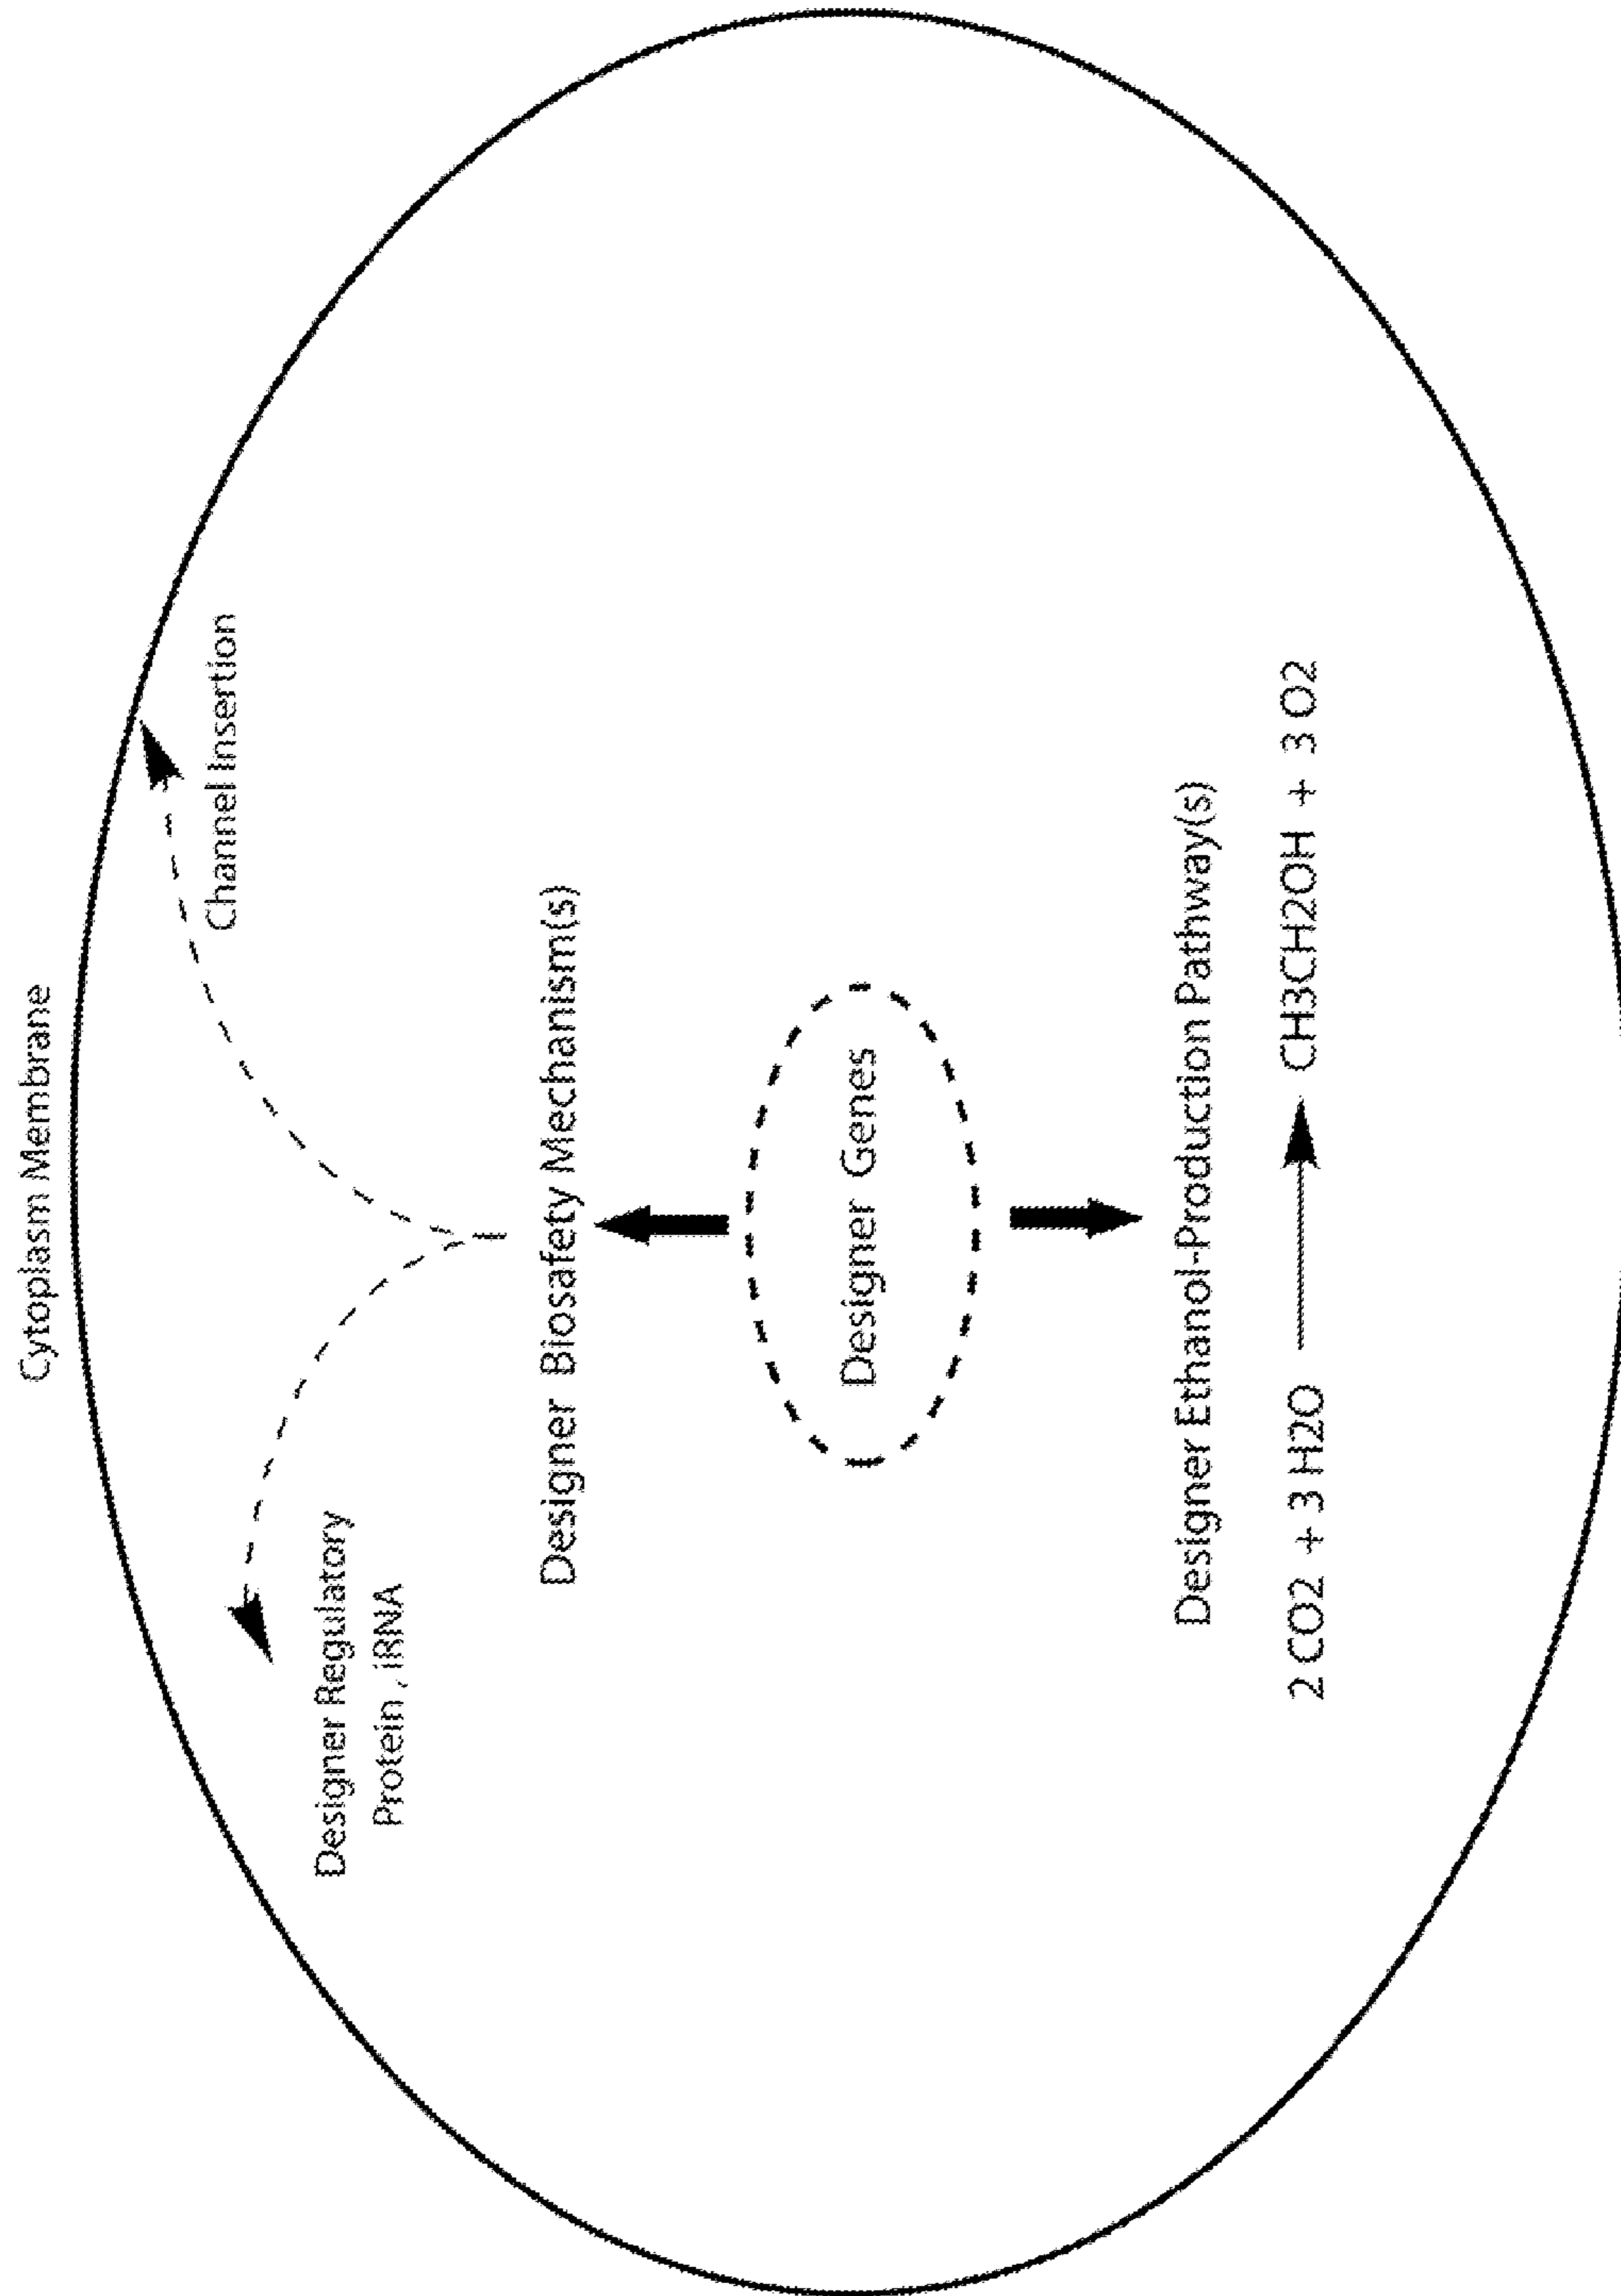 Cytoplasm Membrane
Channel Insertion
Designer Regulatory
Protein, iRNA
Designer Biosafety Mechanism(s)
Designer Genes
Designer Ethanol-Production Pathway(s)
2 CO2 + 3 H2O → CH3CH2OH + 3 O2